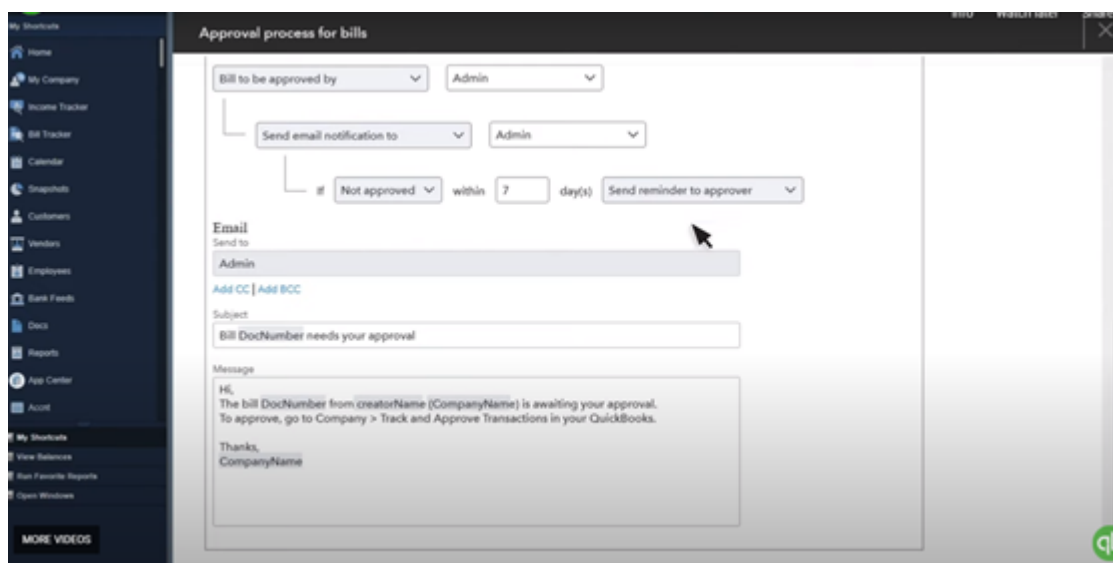 Info Watch later Share
My Shortcuts
Approval process for bills
Home
My Company
Income Tracker
Bill Tracker
Calendar
Snapshots
Customers
Vendors
Employees
Bank Feeds
Docs
Reports
App Center
Acont
My Shortcuts
View Balances
Run Favorite Reports
Open Windows
MORE VIDEOS
Bill to be approved by Admin
Send email notification to Admin
If Not approved within 7 day(s) Send reminder to approver
Email
Send to
Admin
Add CC | Add BCC
Subject
Bill DocNumber needs your approval
Message
Hi,
The bill DocNumber from creatorName (CompanyName) is awaiting your approval.
To approve, go to Company > Track and Approve Transactions in your QuickBooks.
Thanks,
CompanyName
qb